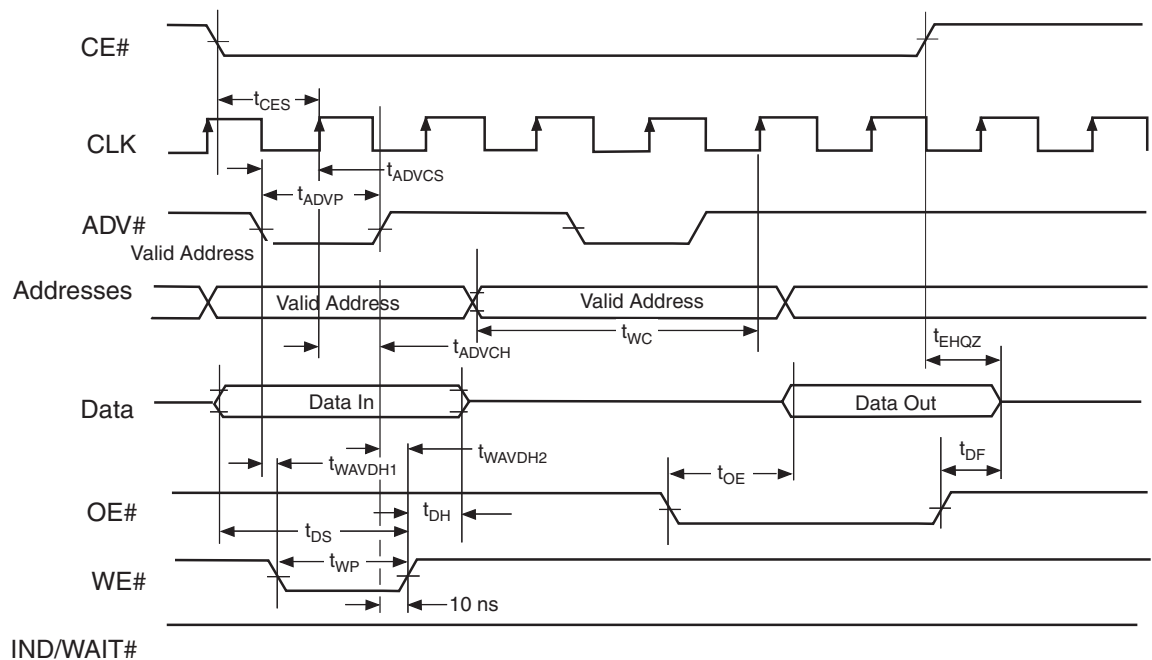 CE#
tCES
CLK
tADVCS
tADVP
ADV#
Valid Address
Addresses
Valid Address
Valid Address
tWC
tADVCH
tEHQZ
Data
Data In
Data Out
tWAVDH1
tWAVDH2
tOE
tDF
OE#
tDH
tDS
tWP
WE#
10 ns
IND/WAIT#